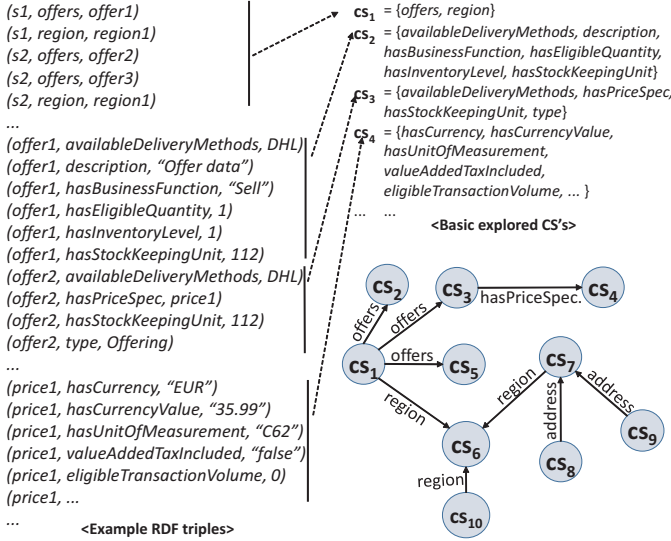 (s1, offers, offer1)
(s1, region, region1)
(s2, offers, offer2)
(s2, offers, offer3)
(s2, region, region1)
...
(offer1, availableDeliveryMethods, DHL)
(offer1, description, “Offer data”)
(offer1, hasBusinessFunction, “Sell”)
(offer1, hasEligibleQuantity, 1)
(offer1, hasInventoryLevel, 1)
(offer1, hasStockKeepingUnit, 112)
(offer2, availableDeliveryMethods, DHL)
(offer2, hasPriceSpec, price1)
(offer2, hasStockKeepingUnit, 112)
(offer2, type, Offering)
...
(price1, hasCurrency, “EUR”)
(price1, hasCurrencyValue, “35.99”)
(price1, hasUnitOfMeasurement, “C62”)
(price1, valueAddedTaxIncluded, “false”)
(price1, eligibleTransactionVolume, 0)
(price1, ...
...
<Example RDF triples>
cs1 = {offers, region}
cs2 = {availableDeliveryMethods, description,
hasBusinessFunction, hasEligibleQuantity,
hasInventoryLevel, hasStockKeepingUnit}
cs3 = {availableDeliveryMethods, hasPriceSpec,
hasStockKeepingUnit, type}
cs4 = {hasCurrency, hasCurrencyValue,
hasUnitOfMeasurement,
valueAddedTaxIncluded,
eligibleTransactionVolume, ... }
... ...
<Basic explored CS’s>
cs2
cs3
hasPriceSpec.
cs4
offers
offers
cs1
offers
cs5
cs7
region
region
address
address
cs6
cs9
cs8
region
cs10